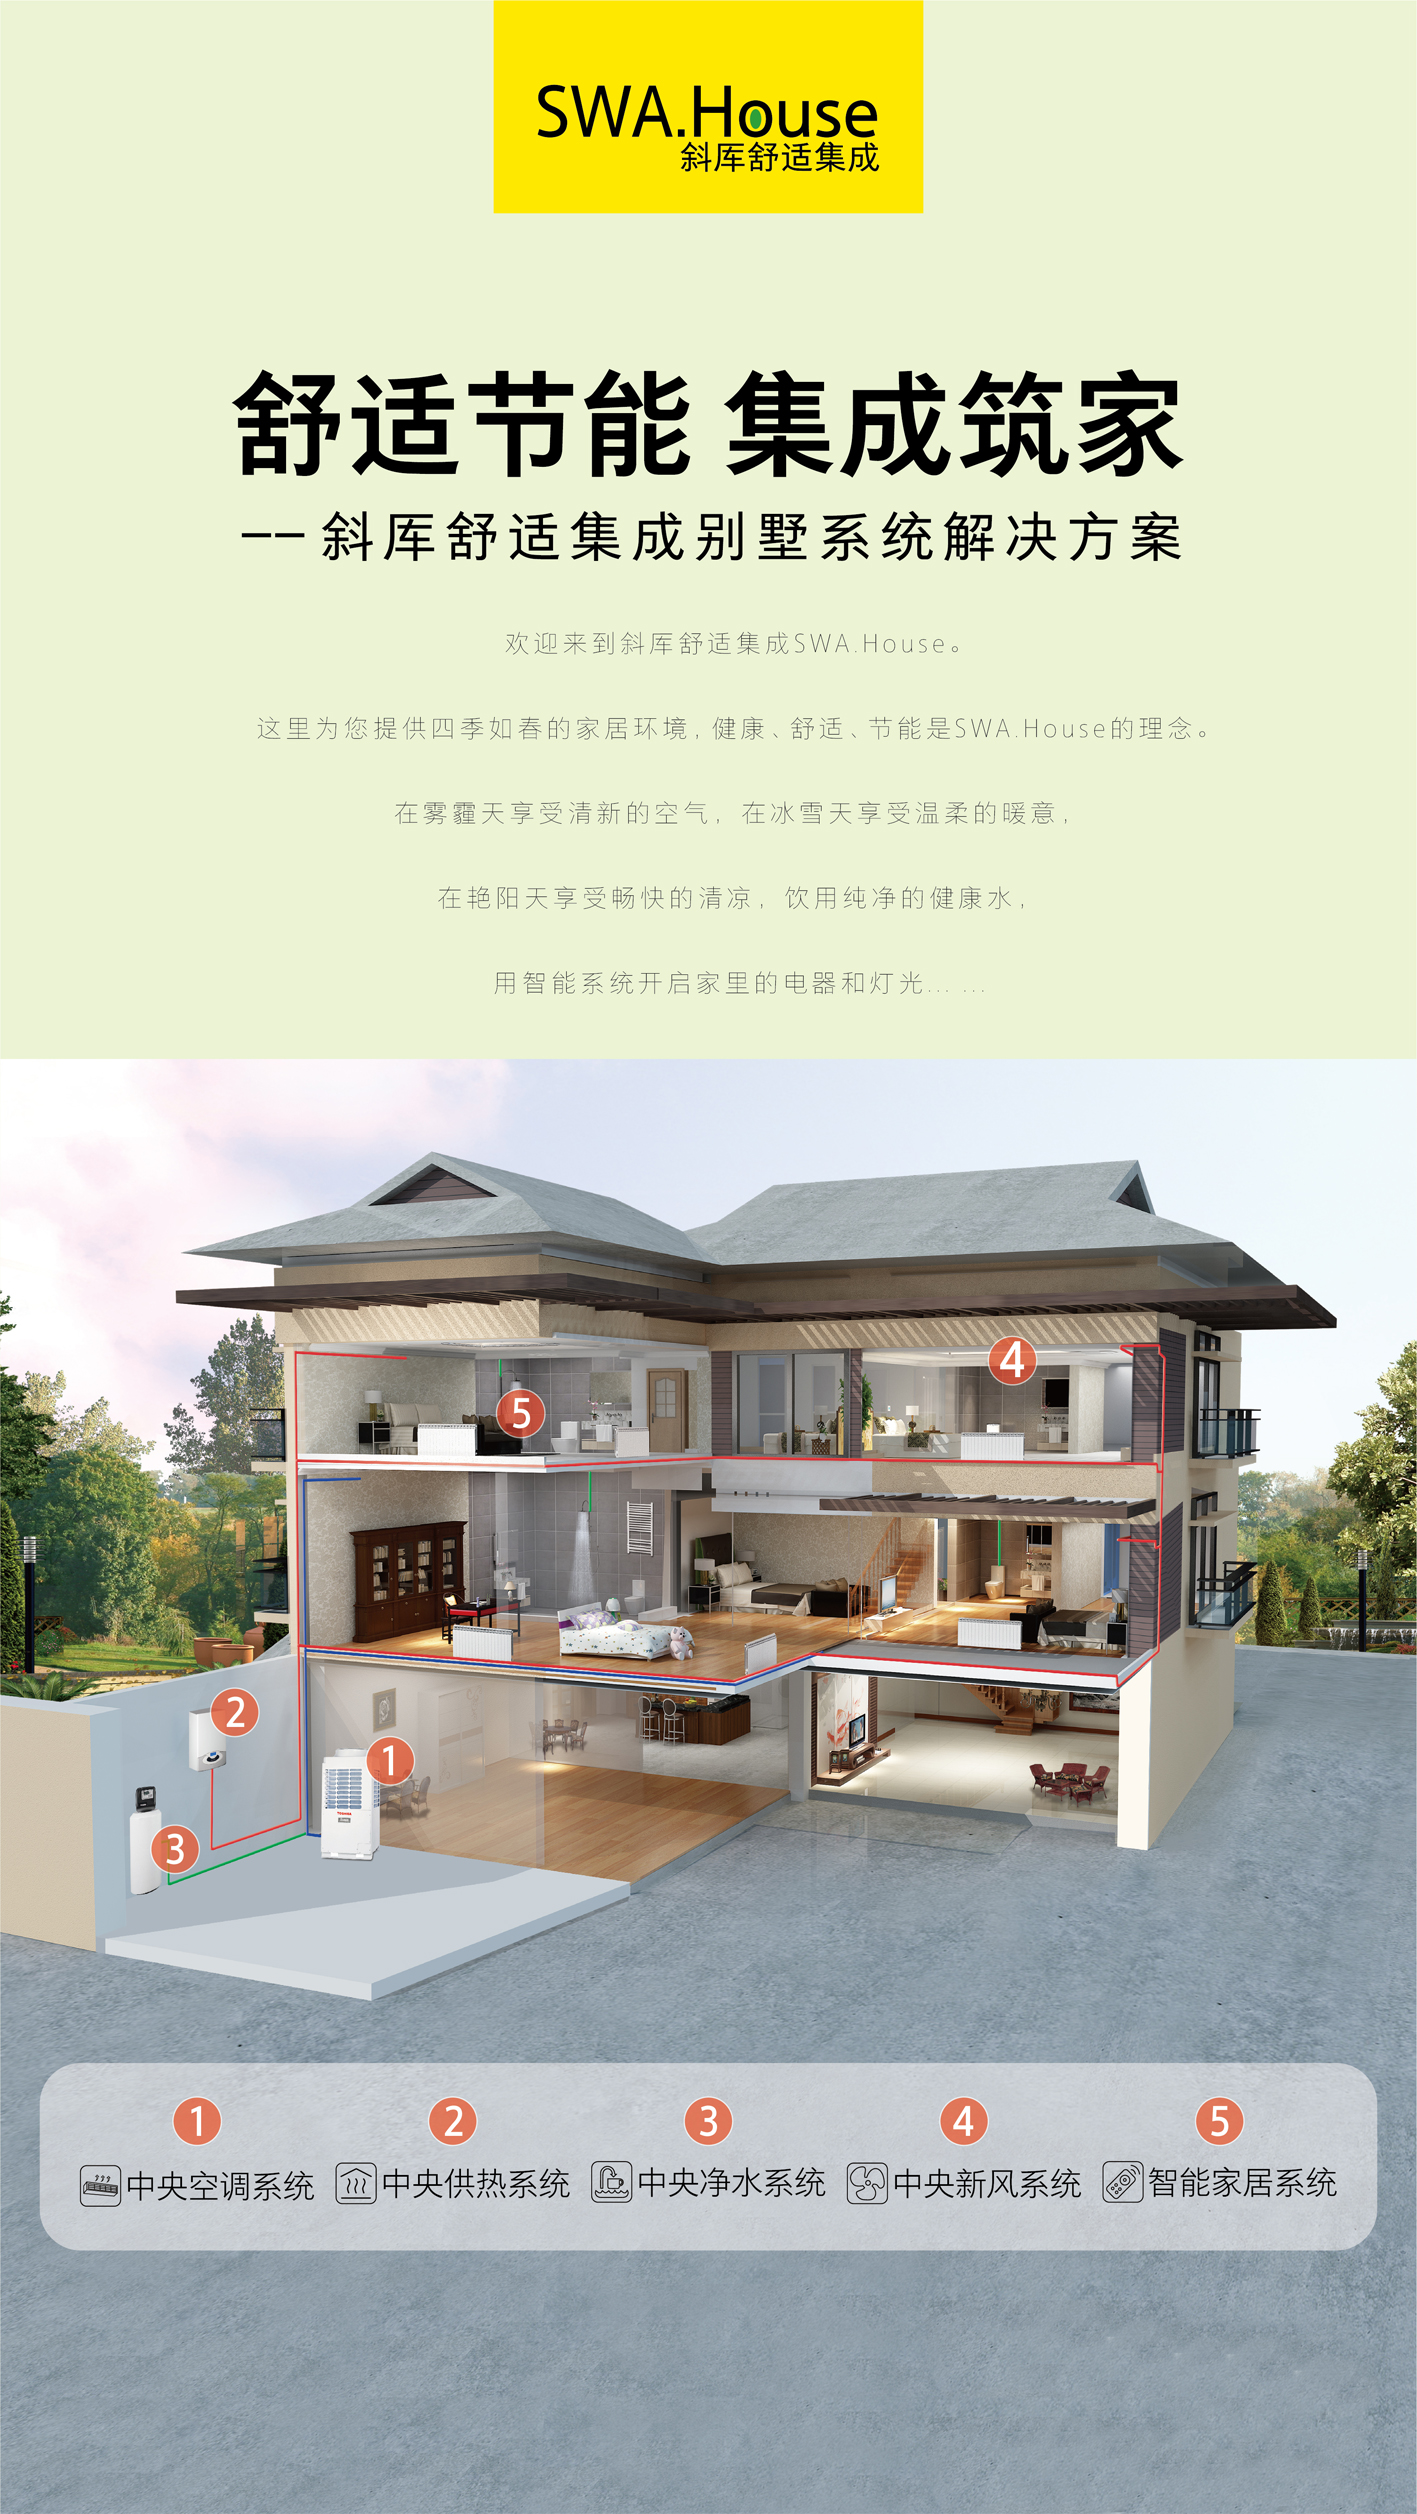 SWA.House
斜厍舒适集成
舒适节能 集成筑家
——斜厍舒适集成别墅系统解决方案
欢迎来到斜厍舒适集成SWA.House。
这里为您提供四季如春的家居环境,健康、舒适、节能是SWA.House的理念。
在雾霾天享受清新的空气,在冰雪天享受温柔的暖意,
在艳阳天享受畅快的清凉,饮用纯净的健康水,
用智能系统开启家里的电器和灯光... ...
4
5
2
1
TOSHIBA
3
1 2 3 4 5
中央空调系统 中央供热系统 中央净水系统 中央新风系统 智能家居系统